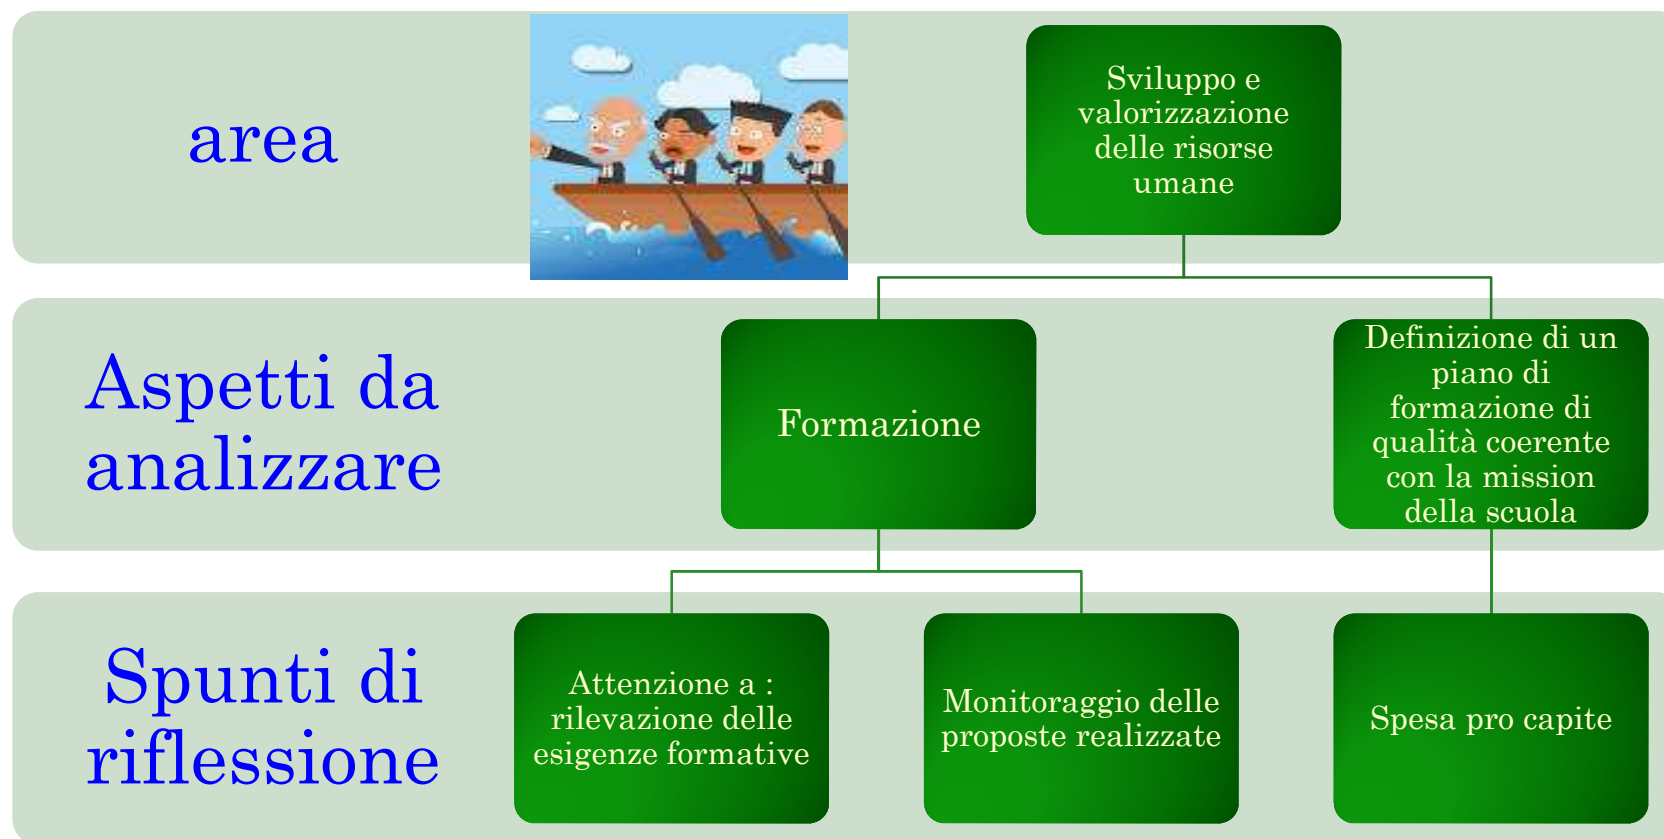 area
Sviluppo e
valorizzazione
delle risorse
umane
Aspetti da
analizzare
Formazione
Definizione di un
piano di
formazione di
qualità coerente
con la mission
della scuola
Spunti di
riflessione
Attenzione a :
rilevazione delle
esigenze formative
Monitoraggio delle
proposte realizzate
Spesa pro capite